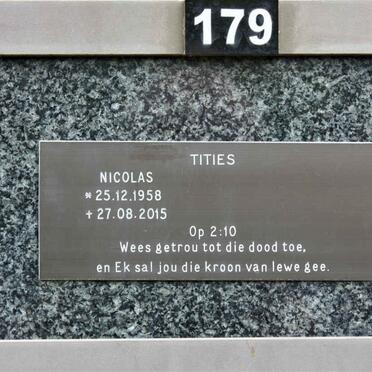 179
TITIES
NICOLAS
* 25.12.1958
+ 27.08.2015
Op 2:10
Wees getrou tot die dood toe,
en Ek sal jou die kroon van lewe gee.